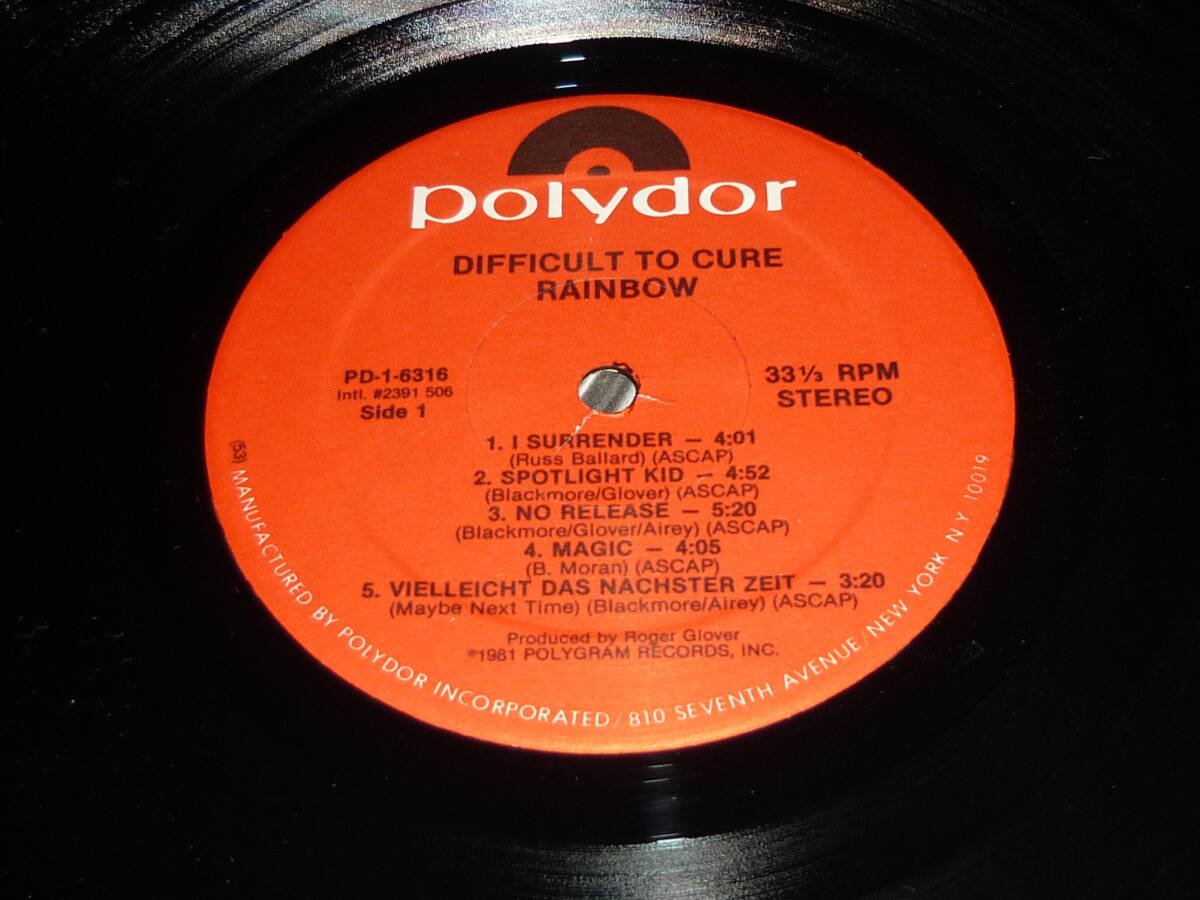 polydor
DIFFICULT TO CURE
RAINBOW
PD-1-6316
Intl. #2391 506
Side 1
33 1/3 RPM
STEREO
1. I SURRENDER — 4:01
(Russ Ballard) (ASCAP)
2. SPOTLIGHT KID — 4:52
(Blackmore/Glover) (ASCAP)
3. NO RELEASE — 5:20
(Blackmore/Glover/Airey) (ASCAP)
4. MAGIC — 4:05
(B. Moran) (ASCAP)
5. VIELLEICHT DAS NACHSTER ZEIT — 3:20
(Maybe Next Time) (Blackmore/Airey) (ASCAP)
Produced by Roger Glover
℗1981 POLYGRAM RECORDS, INC.
(53) MANUFACTURED BY POLYDOR INCORPORATED / 810 SEVENTH AVENUE / NEW YORK N.Y 10019